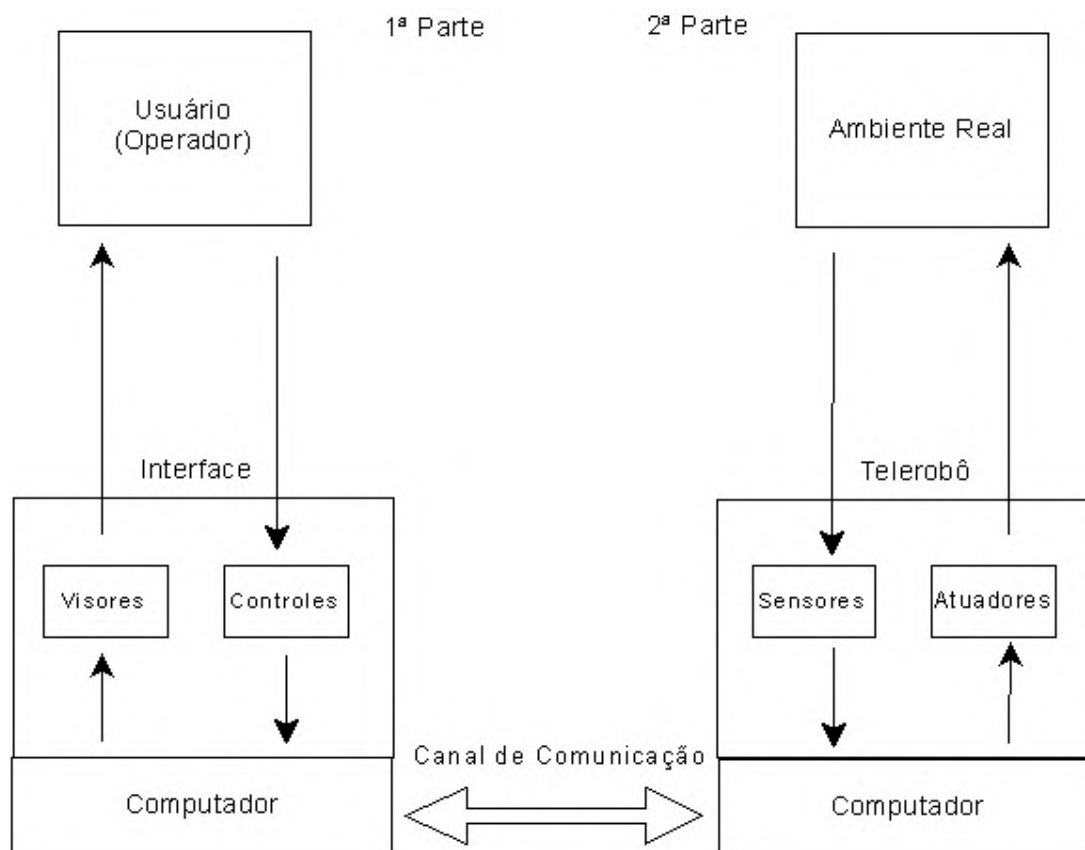 1ª Parte
2ª Parte
Usuário
(Operador)
Ambiente Real
Interface
Telerobô
Visores
Controles
Sensores
Atuadores
Canal de Comunicação
Computador
Computador